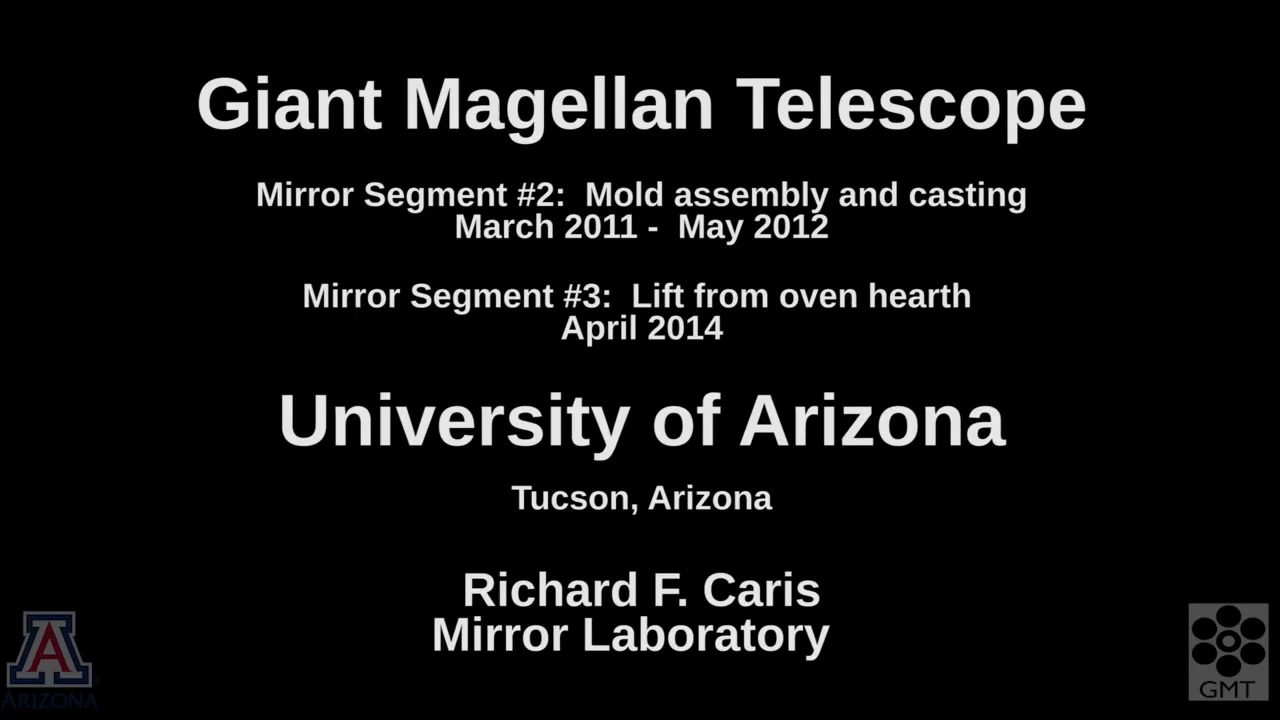 Giant Magellan Telescope
Mirror Segment #2:  Mold assembly and casting
March 2011 -  May 2012
Mirror Segment #3:  Lift from oven hearth
April 2014
University of Arizona
Tucson, Arizona
Richard F. Caris
Mirror Laboratory
A
ARIZONA
GMT